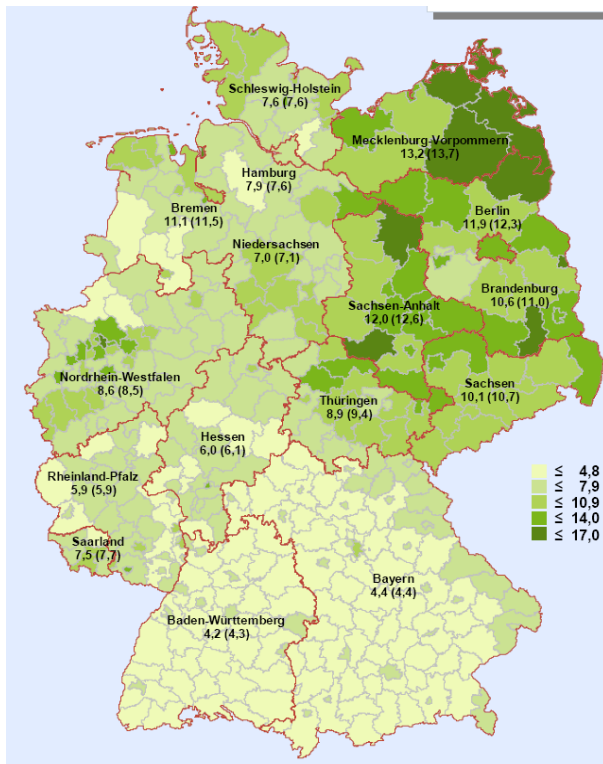 Schleswig-Holstein
7,6 (7,6)
Mecklenburg-Vorpommern
13,2 (13,7)
Hamburg
7,9 (7,6)
Bremen
11,1 (11,5)
Berlin
11,9 (12,3)
Niedersachsen
7,0 (7,1)
Brandenburg
10,6 (11,0)
Sachsen-Anhalt
12,0 (12,6)
Nordrhein-Westfalen
8,6 (8,5)
Thüringen
8,9 (9,4)
Sachsen
10,1 (10,7)
Hessen
6,0 (6,1)
Rheinland-Pfalz
5,9 (5,9)
Saarland
7,5 (7,7)
Bayern
4,4 (4,4)
Baden-Württemberg
4,2 (4,3)
≤ 4,8
≤ 7,9
≤ 10,9
≤ 14,0
≤ 17,0